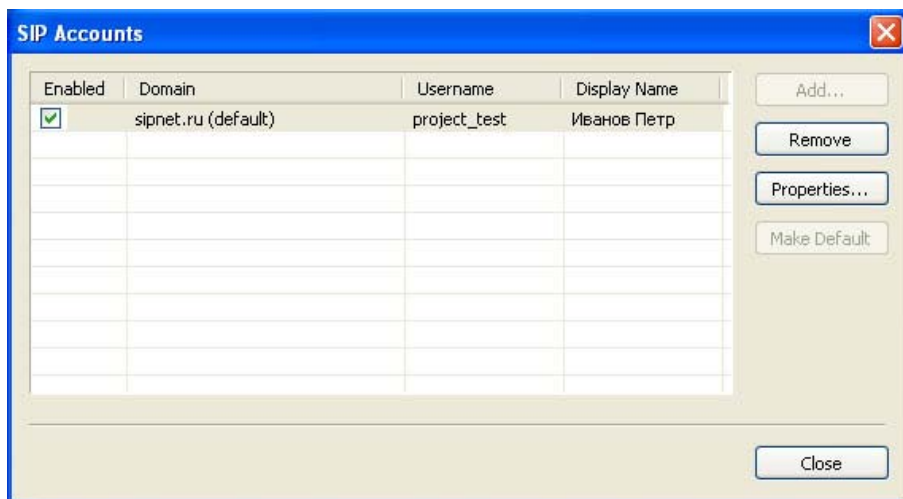 SIP Accounts
Enabled Domain Username Display Name
sipnet.ru (default) project_test Иванов Петр
Add...
Remove
Properties...
Make Default
Close